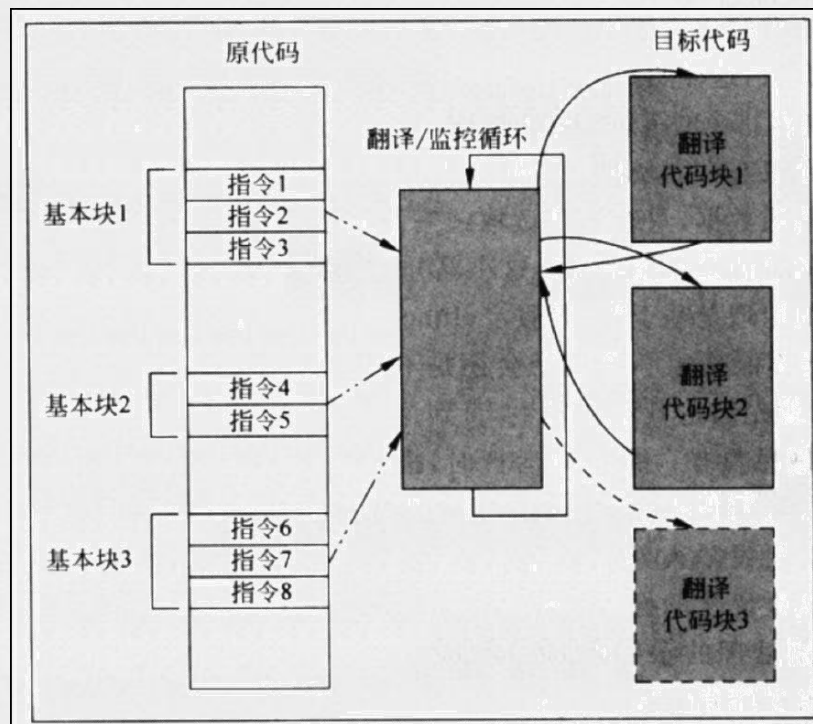 原代码
目标代码
翻译/监控循环
基本块1
指令1
指令2
指令3
基本块2
指令4
指令5
基本块3
指令6
指令7
指令8
翻译
代码块1
翻译
代码块2
翻译
代码块3